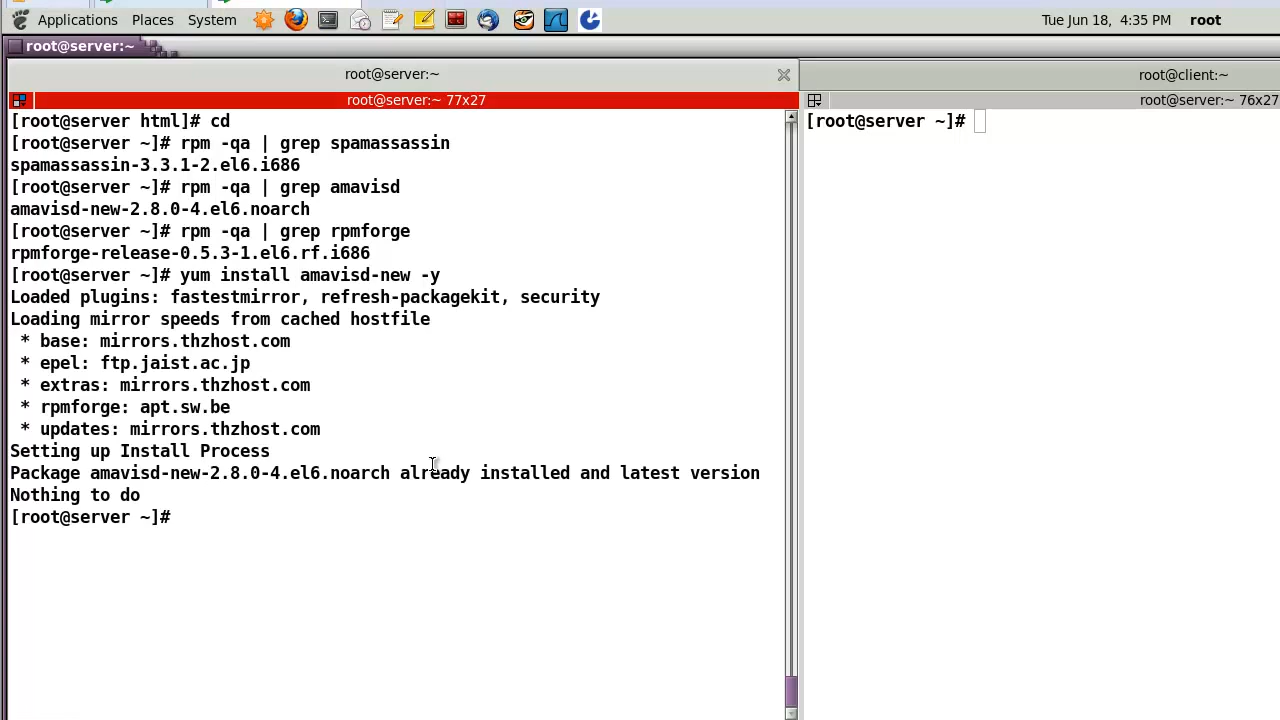 Applications Places System Tue Jun 18, 4:35 PM root
root@server:~
root@server:~
root@server:~ 77x27
[root@server html]# cd
[root@server ~]# rpm -qa | grep spamassassin
spamassassin-3.3.1-2.el6.i686
[root@server ~]# rpm -qa | grep amavisd
amavisd-new-2.8.0-4.el6.noarch
[root@server ~]# rpm -qa | grep rpmforge
rpmforge-release-0.5.3-1.el6.rf.i686
[root@server ~]# yum install amavisd-new -y
Loaded plugins: fastestmirror, refresh-packagekit, security
Loading mirror speeds from cached hostfile
 * base: mirrors.thzhost.com
 * epel: ftp.jaist.ac.jp
 * extras: mirrors.thzhost.com
 * rpmforge: apt.sw.be
 * updates: mirrors.thzhost.com
Setting up Install Process
Package amavisd-new-2.8.0-4.el6.noarch already installed and latest version
Nothing to do
[root@server ~]#
root@client:~
root@server:~ 76x27
[root@server ~]#